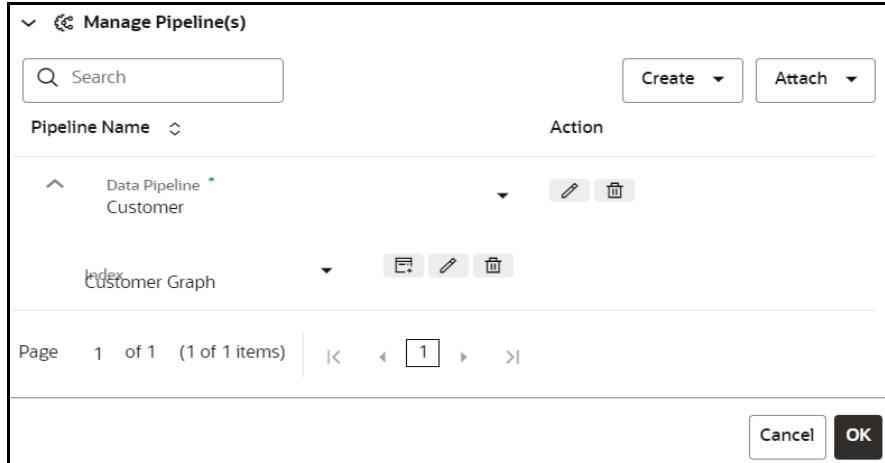 Manage Pipeline(s)
Search
Create
Attach
Pipeline Name
Action
Data Pipeline *
Customer
Index
Customer Graph
Page 1 of 1 (1 of 1 items) 1
Cancel
OK